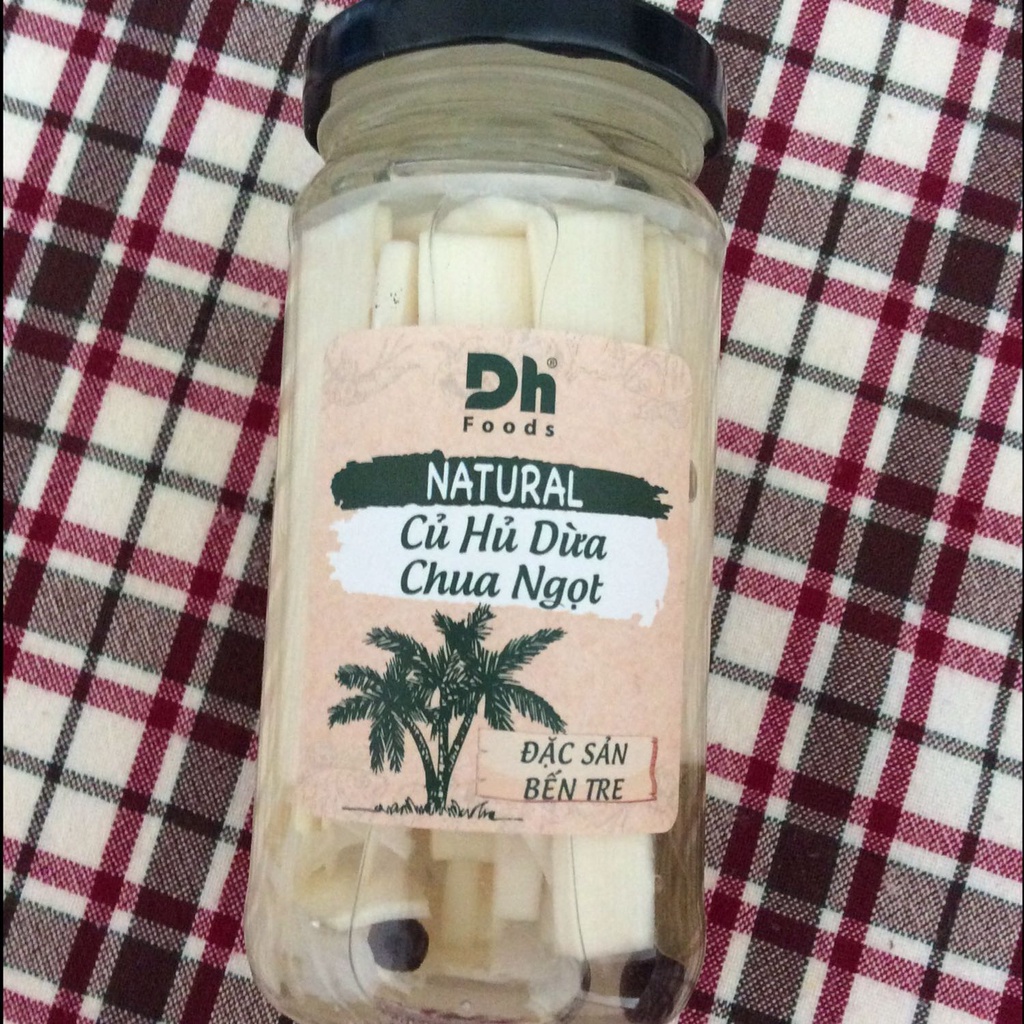 Dh®
Foods
NATURAL
Củ Hủ Dừa
Chua Ngọt
ĐẶC SẢN
BẾN TRE